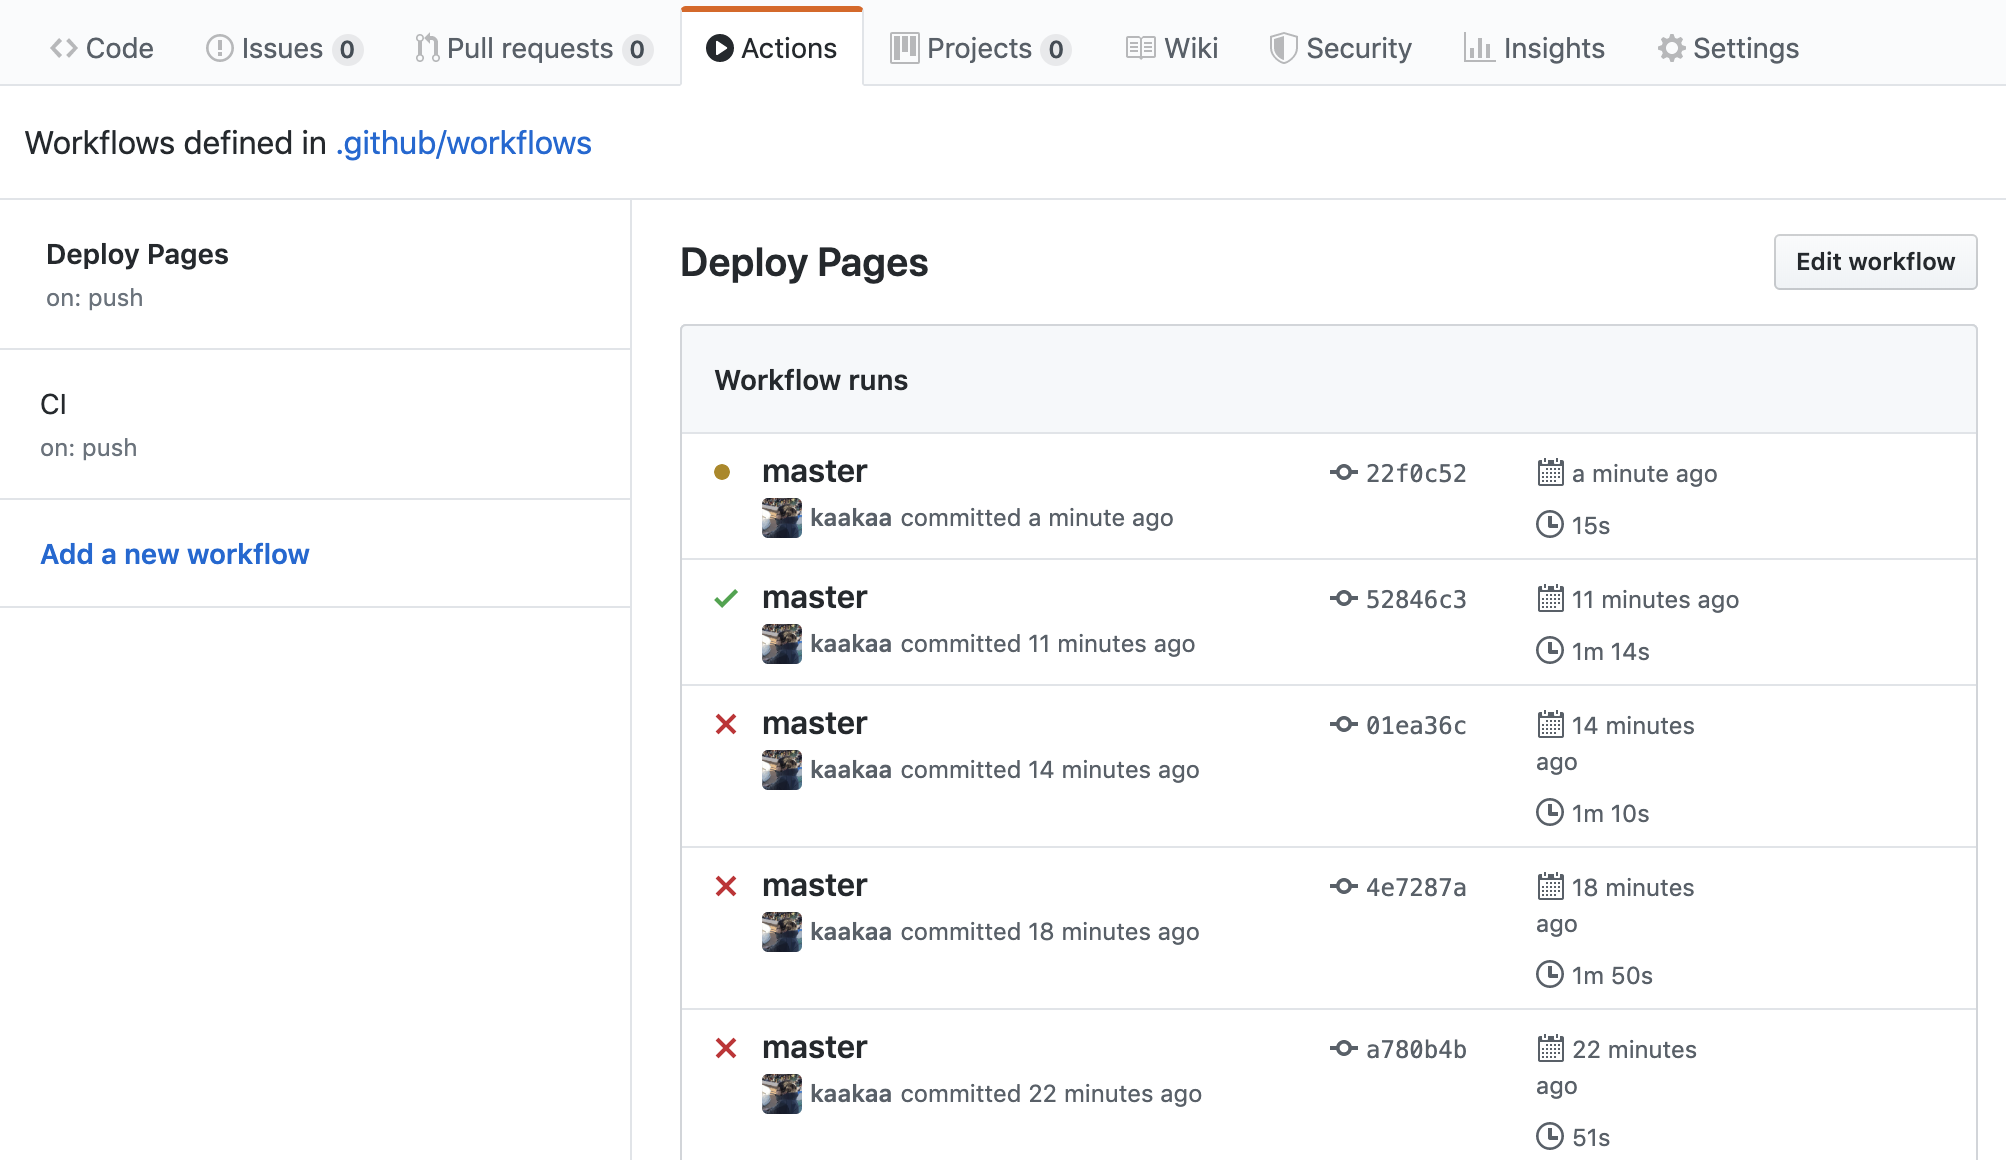 Code Issues 0 Pull requests 0 Actions Projects 0 Wiki Security Insights Settings
Workflows defined in .github/workflows
Deploy Pages
on: push
CI
on: push
Add a new workflow
Deploy Pages
Edit workflow
Workflow runs
master
22f0c52
a minute ago
kaakaa committed a minute ago
15s
master
52846c3
11 minutes ago
kaakaa committed 11 minutes ago
1m 14s
master
01ea36c
14 minutes
ago
kaakaa committed 14 minutes ago
1m 10s
master
4e7287a
18 minutes
ago
kaakaa committed 18 minutes ago
1m 50s
master
a780b4b
22 minutes
ago
kaakaa committed 22 minutes ago
51s